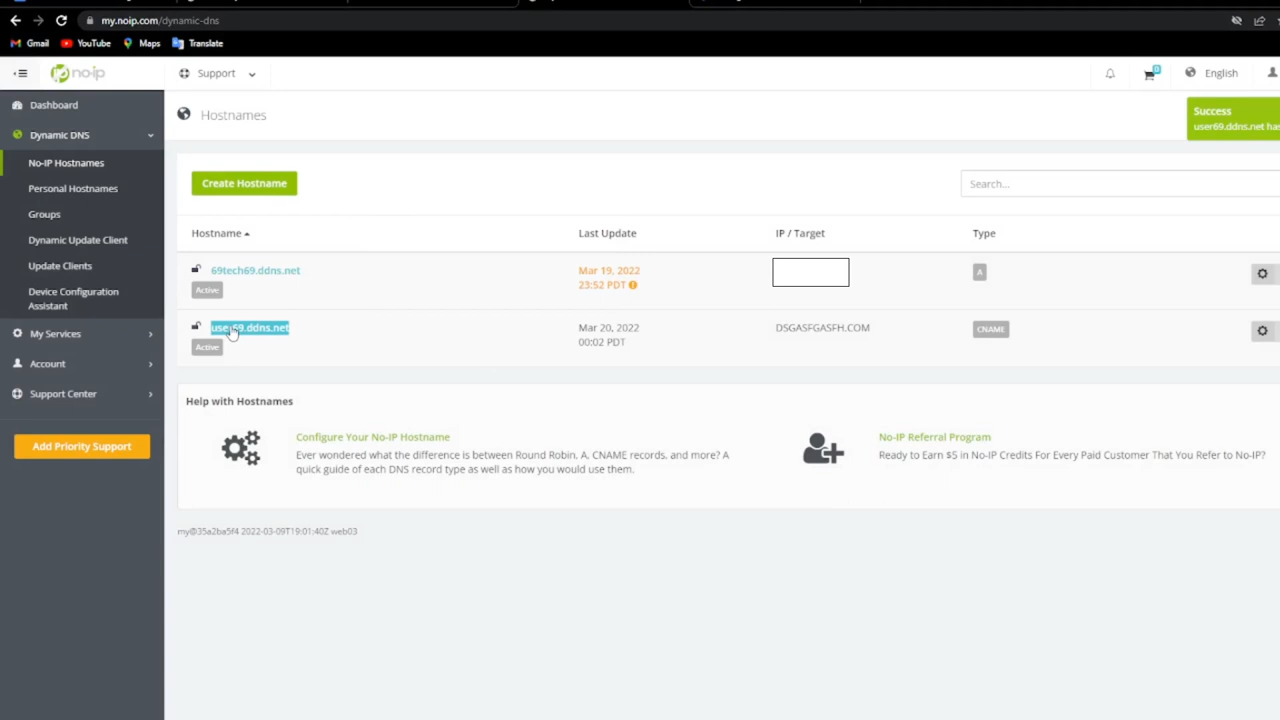 my.noip.com/dynamic-dns
Gmail YouTube Maps Translate
no-ip Support English
Dashboard
Dynamic DNS
No-IP Hostnames
Personal Hostnames
Groups
Dynamic Update Client
Update Clients
Device Configuration
Assistant
My Services
Account
Support Center
Add Priority Support
Hostnames
Success
user69.ddns.net has
Create Hostname
Search...
Hostname Last Update IP / Target Type
69tech69.ddns.net Mar 19, 2022 A
Active 23:52 PDT
user69.ddns.net Mar 20, 2022 DSGASFGASFH.COM CNAME
Active 00:02 PDT
Help with Hostnames
Configure Your No-IP Hostname
Ever wondered what the difference is between Round Robin, A, CNAME records, and more? A
quick guide of each DNS record type as well as how you would use them.
No-IP Referral Program
Ready to Earn $5 in No-IP Credits For Every Paid Customer That You Refer to No-IP?
my@35a2ba5f4 2022-03-09T19:01:40Z web03